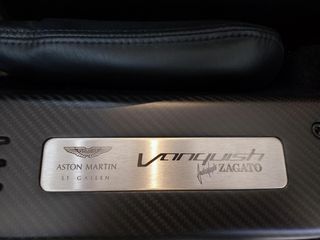 ASTON MARTIN
ST. GALLEN
Vanquish
ZAGATO